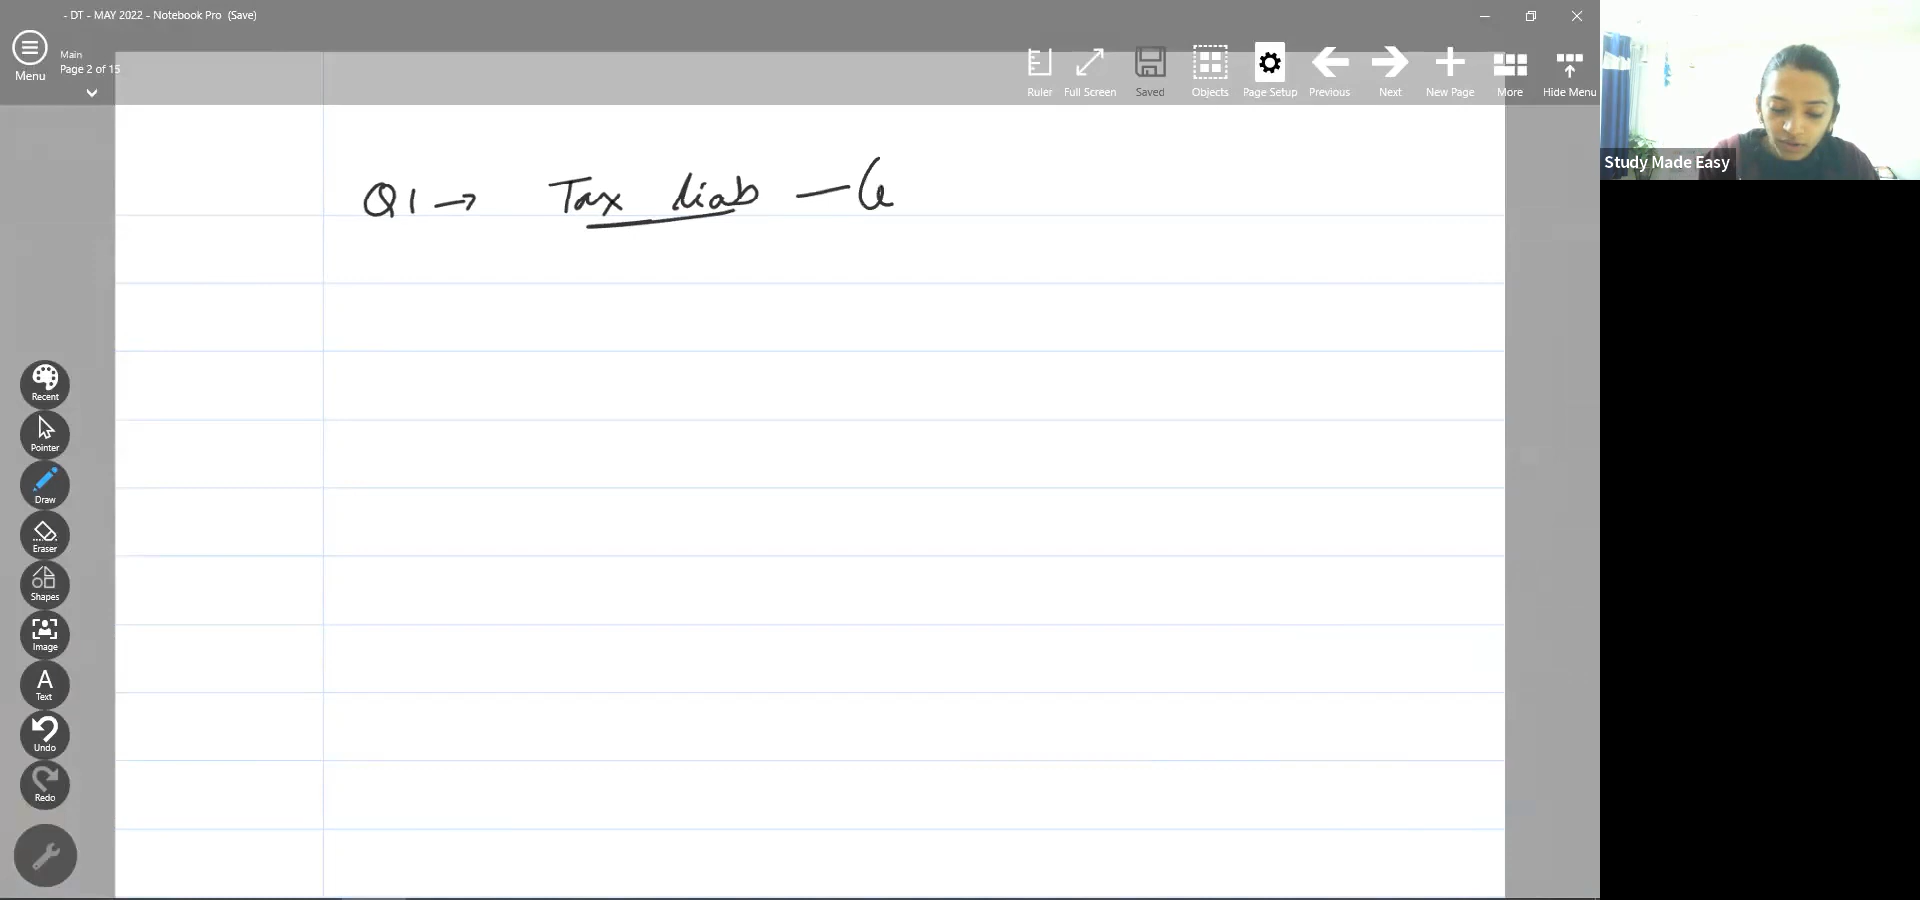 - DT - MAY 2022 - Notebook Pro (Save)
Menu
Main
Page 2 of 15
Ruler
Full Screen
Saved
Objects
Page Setup
Previous
Next
New Page
More
Hide Menu
Study Made Easy
Q1 → Tax liab —
Recent
Pointer
Draw
Eraser
Shapes
Image
A
Text
Undo
Redo